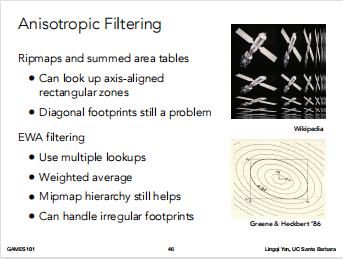 Anisotropic Filtering
Ripmaps and summed area tables
• Can look up axis-aligned
rectangular zones
• Diagonal footprints still a problem
Wikipedia
EWA filtering
• Use multiple lookups
• Weighted average
• Mipmap hierarchy still helps
• Can handle irregular footprints
Greene & Heckbert ‘86
GAMES101
46
Lingqi Yan, UC Santa Barbara